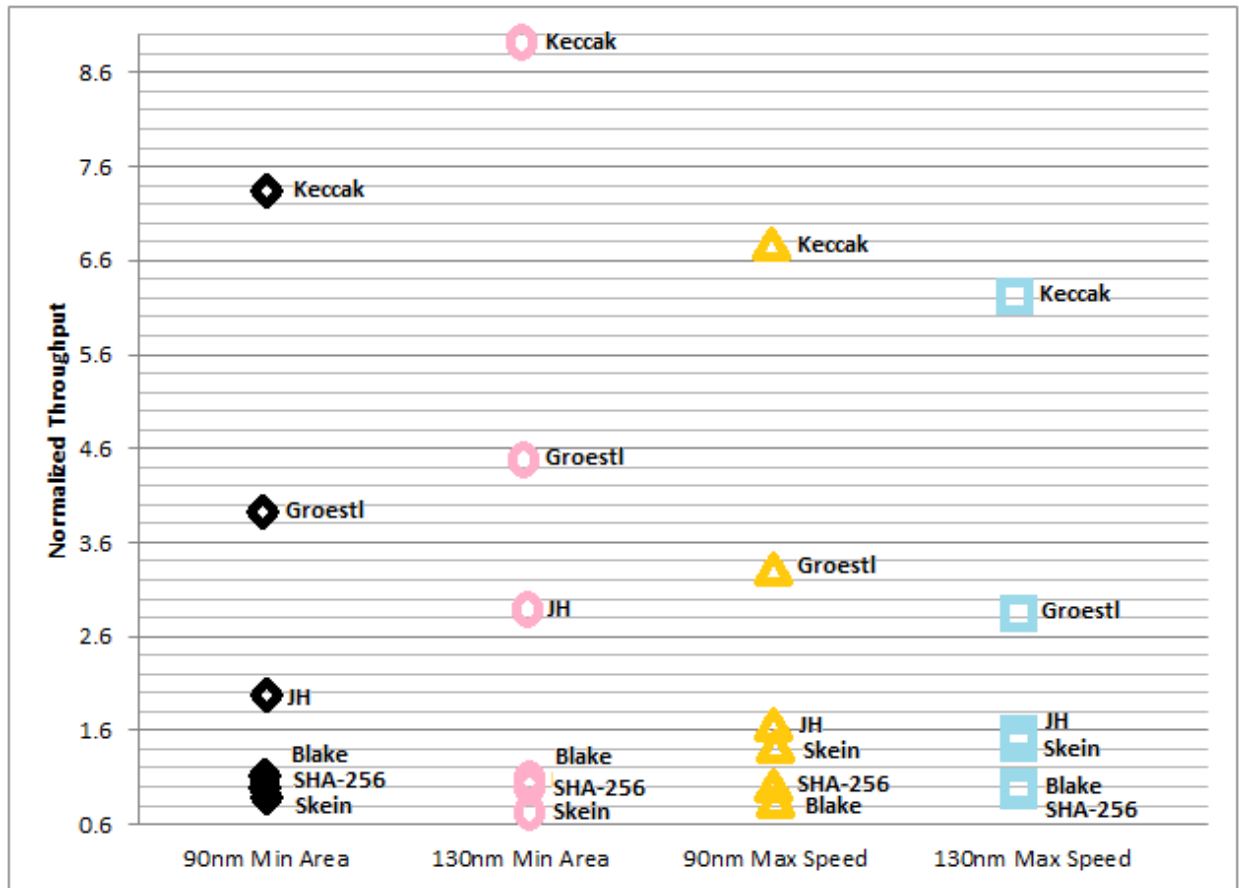 Keccak
8.6
7.6
Keccak
Keccak
6.6
Keccak
5.6
Normalized Throughput
4.6
Groestl
Groestl
3.6
Groestl
JH
Groestl
2.6
JH
1.6
JH
JH
Skein
Skein
Blake
Blake
SHA-256
SHA-256
SHA-256
Blake
Skein
Skein
Blake
SHA-256
0.6
90nm Min Area
130nm Min Area
90nm Max Speed
130nm Max Speed